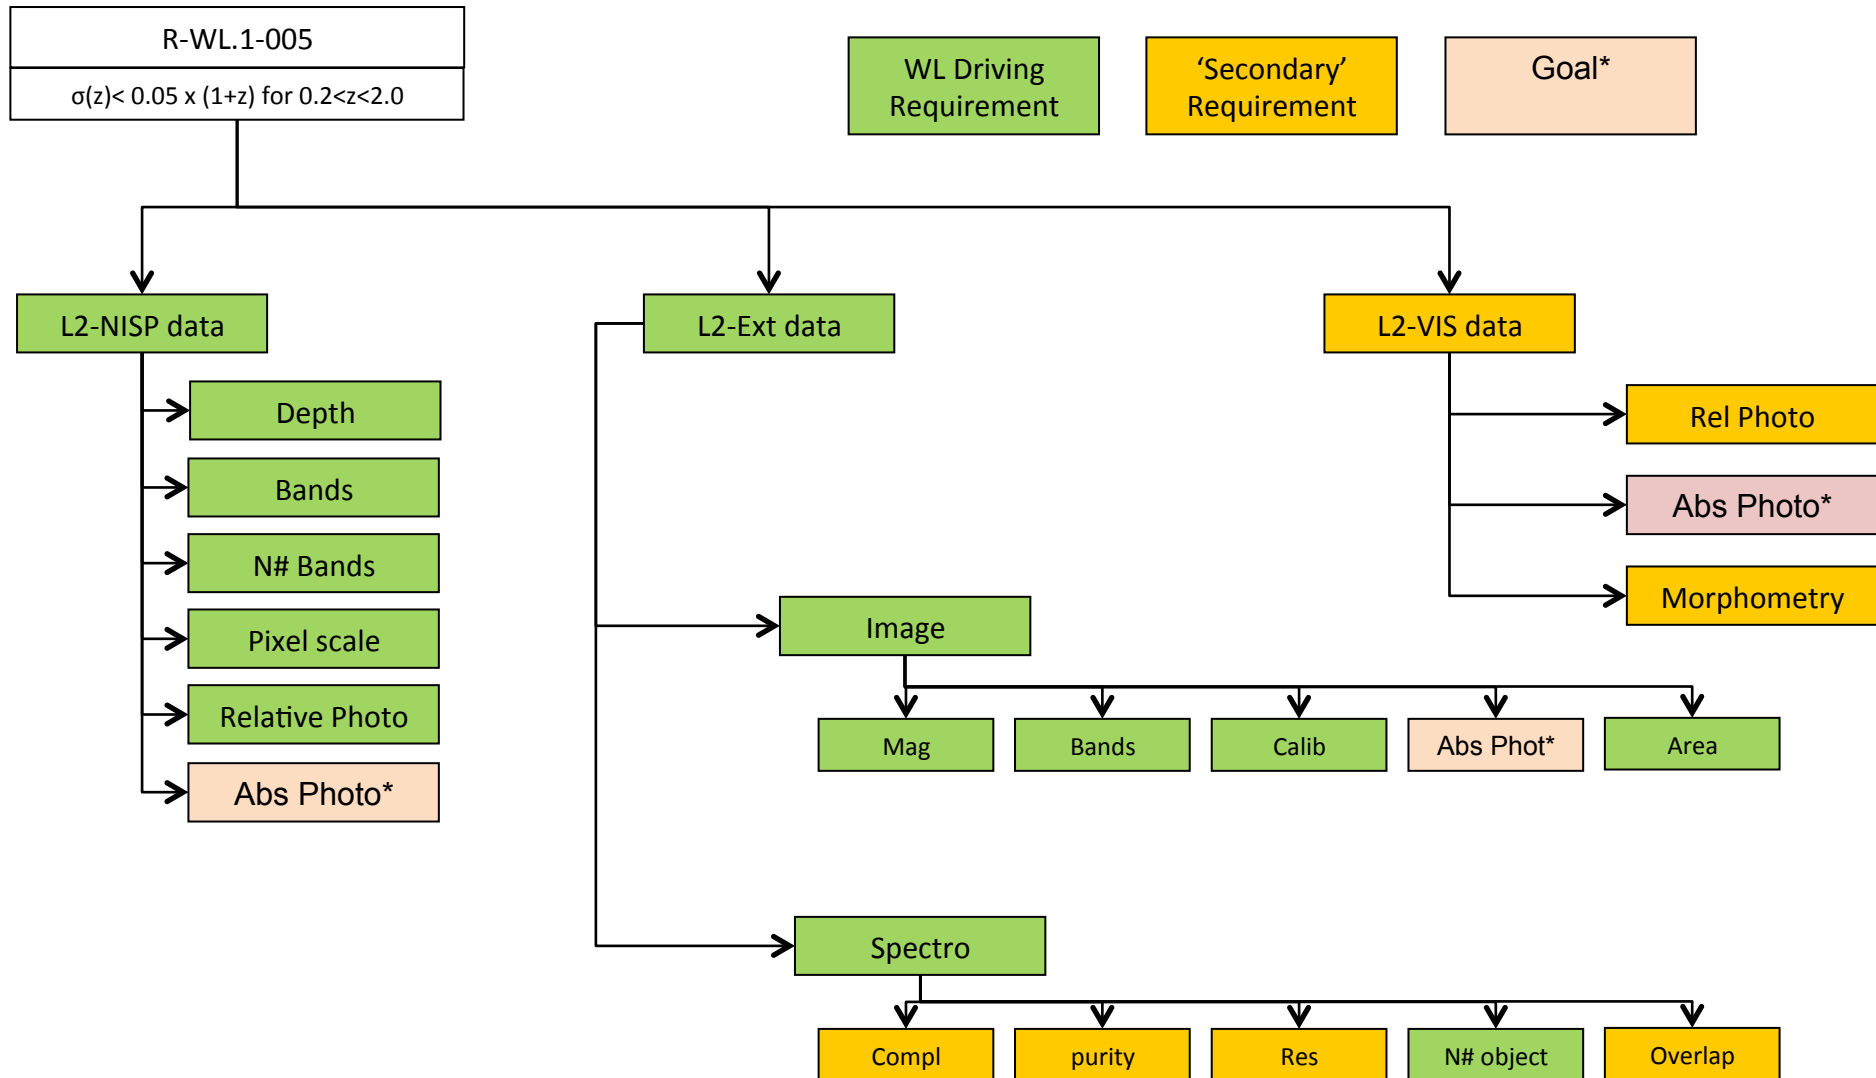 R-WL.1-005
σ(z)< 0.05 x (1+z) for 0.2<z<2.0
WL Driving
Requirement
‘Secondary’
Requirement
Goal*
L2-NISP data
L2-Ext data
L2-VIS data
Depth
Bands
N# Bands
Pixel scale
Relative Photo
Abs Photo*
Rel Photo
Abs Photo*
Morphometry
Image
Mag
Bands
Calib
Abs Phot*
Area
Spectro
Compl
purity
Res
N# object
Overlap